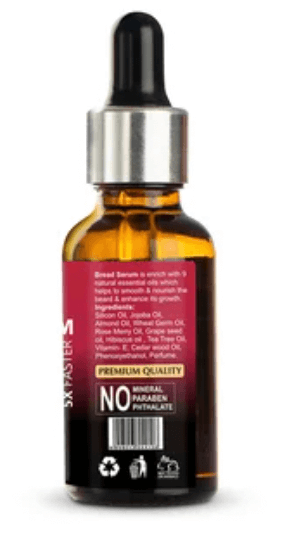 Bread Serum is enrich with 9
natural essential oils which
helps to smooth & nourish the
beard & enhance its growth.
Ingredients:
Silicon Oil, Jojoba Oil,
Almond Oil, Wheat Germ Oil,
Rose Merry Oil, Grape seed
oil, Hibiscus oil , Tea Tree Oil,
Vitamin- E, Cedar wood Oil,
Phenoxyethanol, Perfume.
PREMIUM QUALITY
NO MINERAL
PARABEN
PHTHALATE
5X FASTER